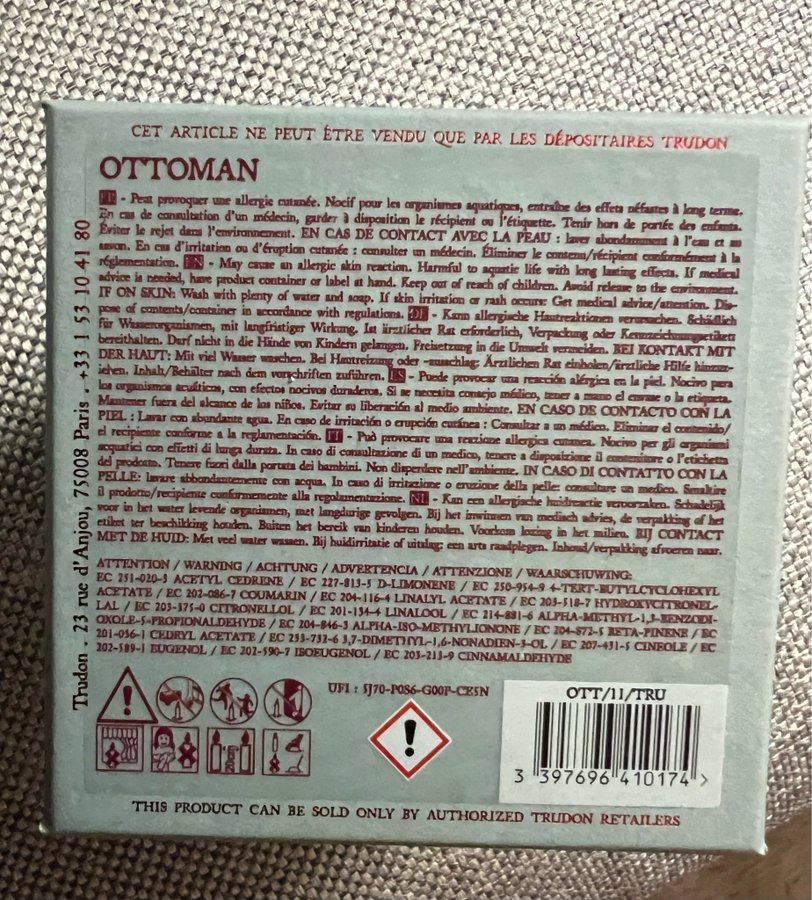 CET ARTICLE NE PEUT ÊTRE VENDU QUE PAR LES DÉPOSITAIRES TRUDON
OTTOMAN
FR - Peut provoquer une allergie cutanée. Nocif pour les organismes aquatiques, entraîne des effets néfastes à long terme.
En cas de consultation d'un médecin, garder à disposition le récipient ou l'étiquette. Tenir hors de portée des enfants.
Éviter le rejet dans l'environnement. EN CAS DE CONTACT AVEC LA PEAU : laver abondamment à l'eau et au
savon. En cas d'irritation ou d'éruption cutanée : consulter un médecin. Éliminer le contenu/récipient conformément à la
réglementation. EN - May cause an allergic skin reaction. Harmful to aquatic life with long lasting effects. If medical
advice is needed, have product container or label at hand. Keep out of reach of children. Avoid release to the environment.
IF ON SKIN: Wash with plenty of water and soap. If skin irritation or rash occurs: Get medical advice/attention. Dis-
pose of contents/container in accordance with regulations. DE - Kann allergische Hautreaktionen verursachen. Schädlich
für Wasserorganismen, mit langfristiger Wirkung. Ist ärztlicher Rat erforderlich, Verpackung oder Kennzeichnungsetikett
bereithalten. Darf nicht in die Hände von Kindern gelangen. Freisetzung in die Umwelt vermeiden. BEI KONTAKT MIT
DER HAUT: Mit viel Wasser waschen. Bei Hautreizung oder -ausschlag: Ärztlichen Rat einholen/ärztliche Hilfe hinzu-
ziehen. Inhalt/Behälter nach dem vorschriften zuführen. ES - Puede provocar una reacción alérgica en la piel. Nocivo para
los organismos acuáticos, con efectos nocivos duraderos. Si se necesita consejo médico, tener a mano el envase o la etiqueta.
Mantener fuera del alcance de los niños. Evitar su liberación al medio ambiente. EN CASO DE CONTACTO CON LA
PIEL : Lavar con abundante agua. En caso de irritación o erupción cutánea : Consultar a un médico. Eliminar el contenido/
el recipiente conforme a la reglamentación. IT - Può provocare una reazione allergica cutanea. Nocivo per gli organismi
acquatici con effetti di lunga durata. In caso di consultazione di un medico, tenere a disposizione il contenitore o l'etichetta
del prodotto. Tenere fuori dalla portata dei bambini. Non disperdere nell'ambiente. IN CASO DI CONTATTO CON LA
PELLE: lavare abbondantemente con acqua. In caso di irritazione o eruzione della pelle: consultare un medico. Smaltire
il prodotto/recipiente conformemente alla regolamentazione. NL - Kan een allergische huidreactie veroorzaken. Schadelijk
voor in het water levende organismen, met langdurige gevolgen. Bij het inwinnen van medisch advies, de verpakking of het
etiket ter beschikking houden. Buiten het bereik van kinderen houden. Voorkom lozing in het milieu. BIJ CONTACT
MET DE HUID: Met veel water wassen. Bij huidirritatie of uitslag: een arts raadplegen. Inhoud/verpakking afvoeren naar.
ATTENTION / WARNING / ACHTUNG / ADVERTENCIA / ATTENZIONE / WAARSCHUWING:
EC 251-020-3 ACETYL CEDRENE / EC 227-813-5 D-LIMONENE / EC 250-954-9 4-TERT-BUTYLCYCLOHEXYL
ACETATE / EC 202-086-7 COUMARIN / EC 204-116-4 LINALYL ACETATE / EC 203-518-7 HYDROXYCITRONEL-
LAL / EC 203-375-0 CITRONELLOL / EC 201-134-4 LINALOOL / EC 214-881-6 ALPHA-METHYL-1,3-BENZODI-
OXOLE-5-PROPIONALDEHYDE / EC 204-846-3 ALPHA-ISO-METHYLIONONE / EC 204-872-5 BETA-PINENE / EC
201-036-1 CEDRYL ACETATE / EC 233-732-6 3,7-DIMETHYL-1,6-NONADIEN-3-OL / EC 207-431-5 CINEOLE / EC
202-589-1 EUGENOL / EC 202-590-7 ISOEUGENOL / EC 203-213-9 CINNAMALDEHYDE
UFI : 5J70-P086-G00P-CE5N
OTT/11/TRU
3 397696 410174 >
THIS PRODUCT CAN BE SOLD ONLY BY AUTHORIZED TRUDON RETAILERS
Trudon . 23 rue d'Anjou, 75008 Paris . +33 1 53 10 41 80